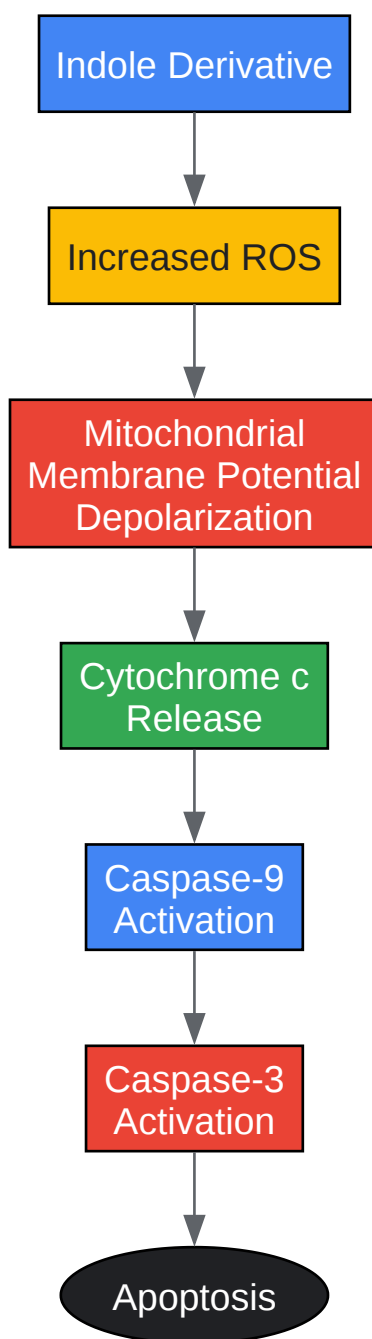 Indole Derivative
Increased ROS
Mitochondrial
Membrane Potential
Depolarization
Cytochrome c
Release
Caspase-9
Activation
Caspase-3
Activation
Apoptosis